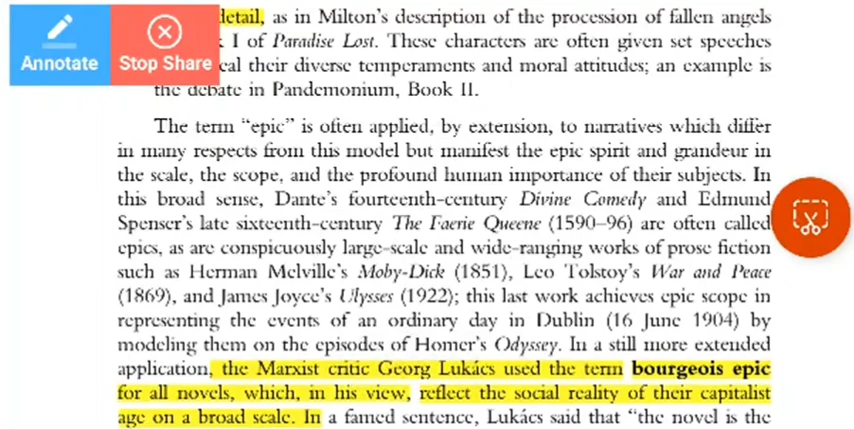 detail, as in Milton's description of the procession of fallen angels
I of Paradise Lost. These characters are often given set speeches
Annotate
Stop Share
eal their diverse temperaments and moral attitudes; an example is
the debate in Pandemonium, Book II.
The term “epic” is often applied, by extension, to narratives which differ
in many respects from this model but manifest the epic spirit and grandeur in
the scale, the scope, and the profound human importance of their subjects. In
this broad sense, Dante's fourteenth-century Divine Comedy and Edmund
Spenser's late sixteenth-century The Faerie Queene (1590–96) are often called
epics, as are conspicuously large-scale and wide-ranging works of prose fiction
such as Herman Melville's Moby-Dick (1851), Leo Tolstoy's War and Peace
(1869), and James Joyce's Ulysses (1922); this last work achieves epic scope in
representing the events of an ordinary day in Dublin (16 June 1904) by
modeling them on the episodes of Homer's Odyssey. In a still more extended
application, the Marxist critic Georg Lukács used the term bourgeois epic
for all novels, which, in his view, reflect the social reality of their capitalist
age on a broad scale. In a famed sentence, Lukács said that “the novel is the